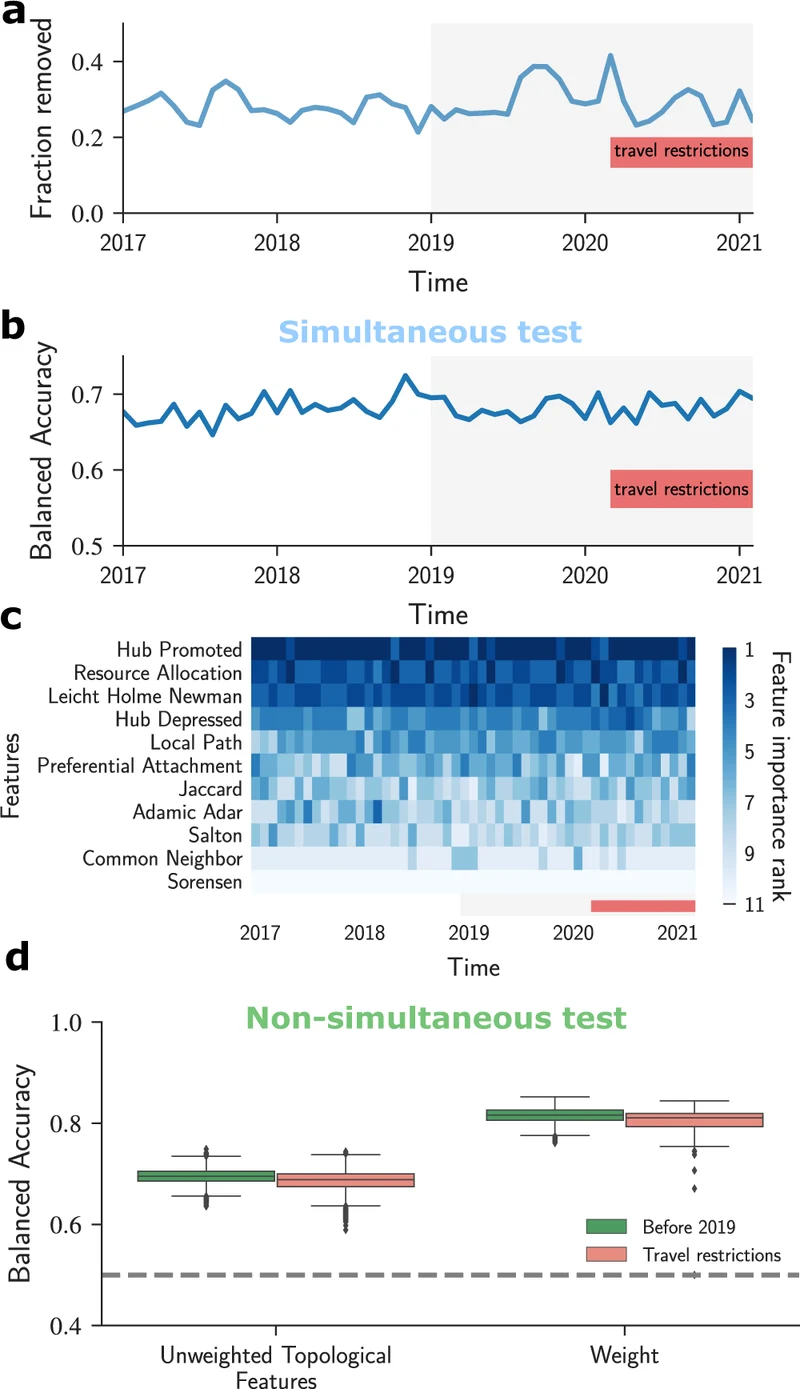 a
Fraction removed
0.4
0.2
0.0
travel restrictions
2017 2018 2019 2020 2021
Time
b
Simultaneous test
Balanced Accuracy
0.7
0.6
0.5
travel restrictions
2017 2018 2019 2020 2021
Time
c
Features
Hub Promoted
Resource Allocation
Leicht Holme Newman
Hub Depressed
Local Path
Preferential Attachment
Jaccard
Adamic Adar
Salton
Common Neighbor
Sorensen
1
3
5
7
9
11
Feature importance rank
2017 2018 2019 2020 2021
Time
d
Non-simultaneous test
Balanced Accuracy
1.0
0.8
0.6
0.4
Before 2019
Travel restrictions
Unweighted Topological
Features
Weight